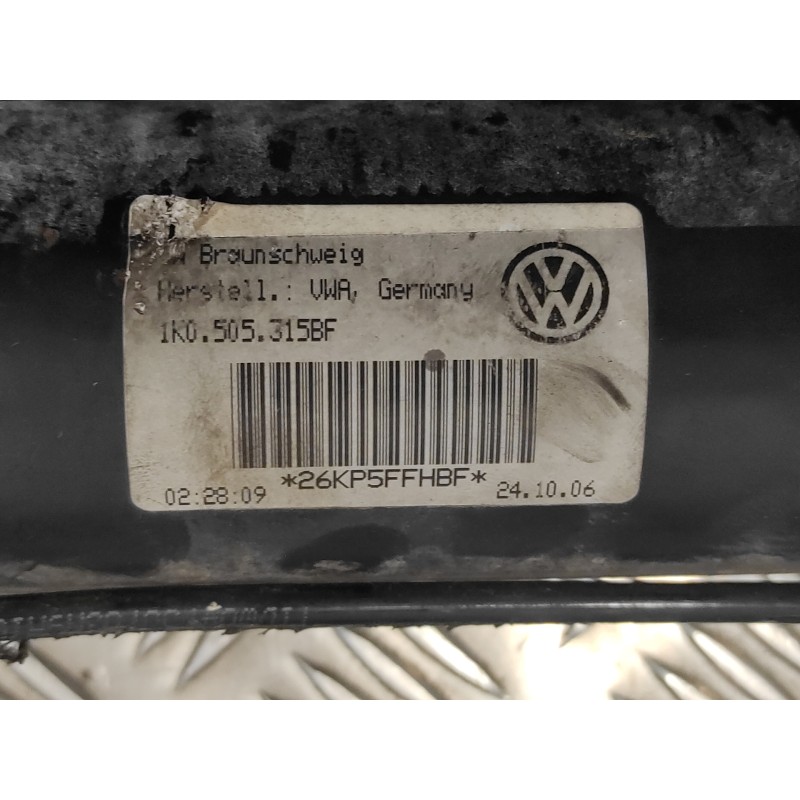 Braunschweig
Herstell.: VWA, Germany
1K0.505.315BF
*26KP5FFHBF*
02:28:09
24.10.06